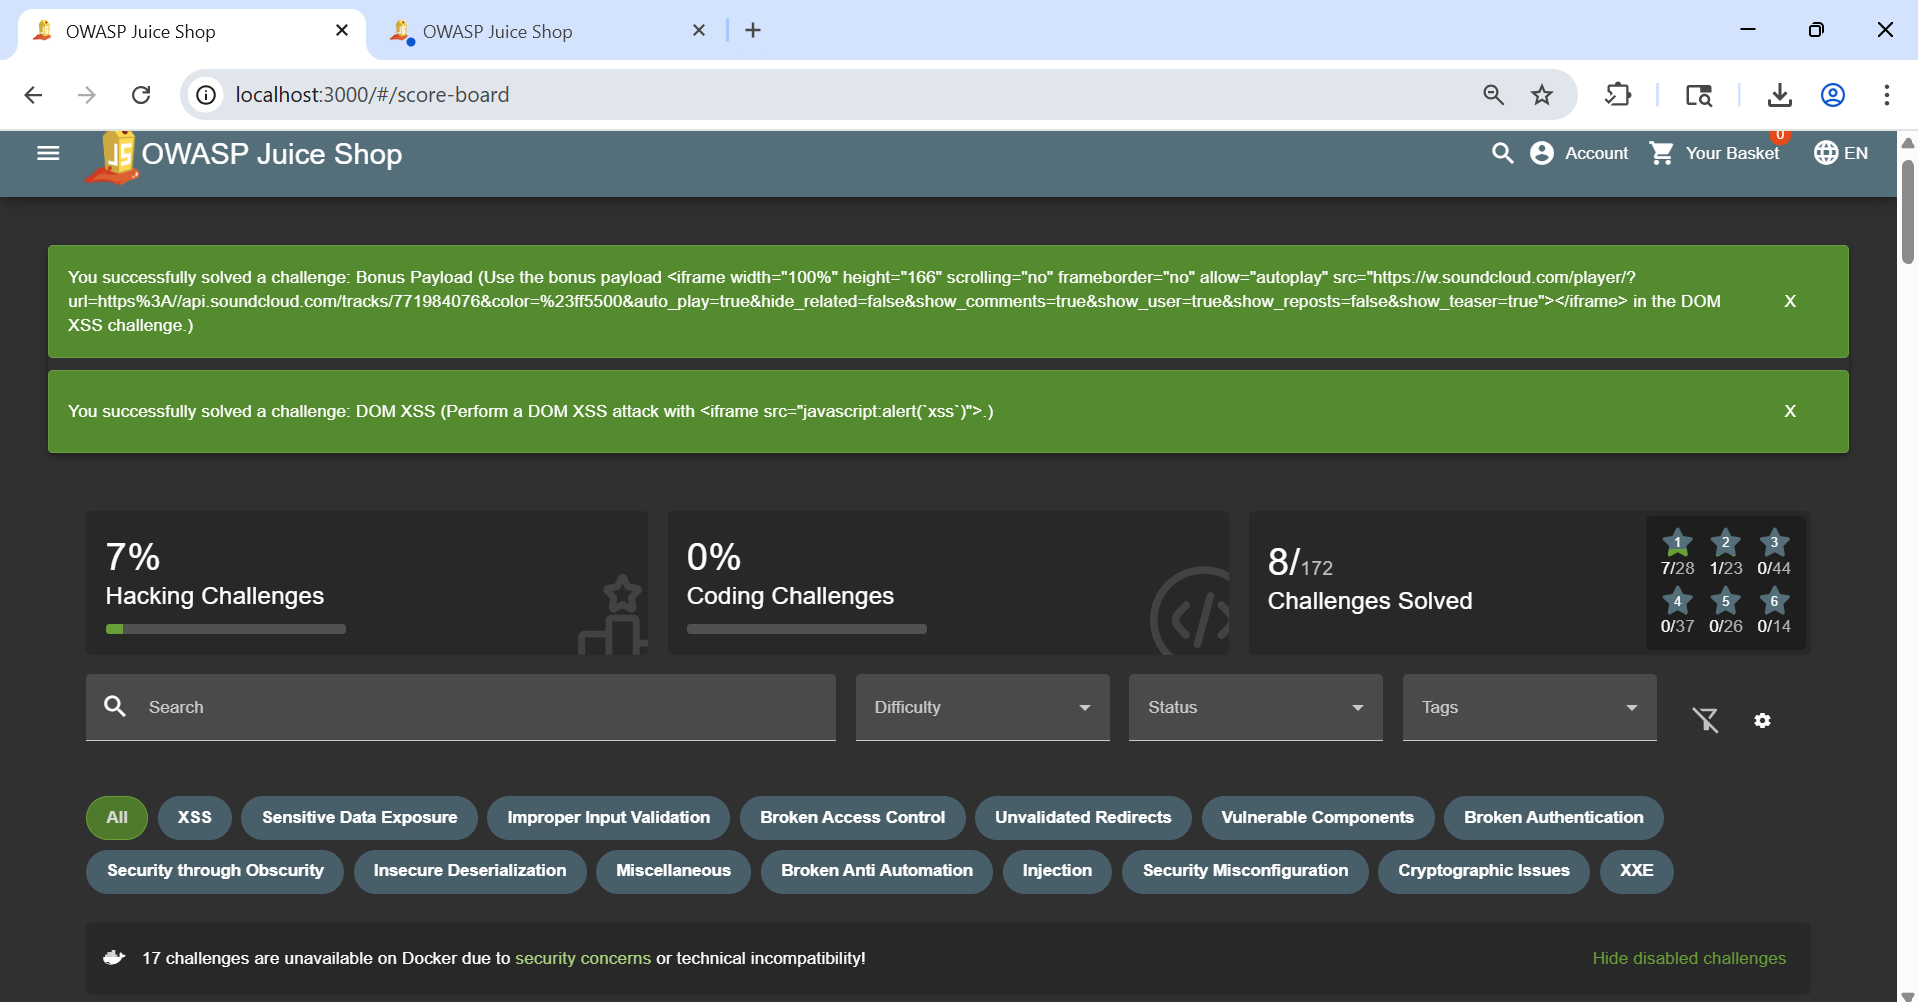 OWASP Juice Shop
OWASP Juice Shop
localhost:3000/#/score-board
JS OWASP Juice Shop
Account
Your Basket
0
EN
You successfully solved a challenge: Bonus Payload (Use the bonus payload <iframe width="100%" height="166" scrolling="no" frameborder="no" allow="autoplay" src="https://w.soundcloud.com/player/?
url=https%3A//api.soundcloud.com/tracks/771984076&color=%23ff5500&auto_play=true&hide_related=false&show_comments=true&show_user=true&show_reposts=false&show_teaser=true"></iframe> in the DOM
XSS challenge.)
X
You successfully solved a challenge: DOM XSS (Perform a DOM XSS attack with <iframe src="javascript:alert(`xss`)">.)
X
7%
Hacking Challenges
0%
Coding Challenges
8/172
Challenges Solved
1 2 3
7/28 1/23 0/44
4 5 6
0/37 0/26 0/14
Search
Difficulty
Status
Tags
All
XSS
Sensitive Data Exposure
Improper Input Validation
Broken Access Control
Unvalidated Redirects
Vulnerable Components
Broken Authentication
Security through Obscurity
Insecure Deserialization
Miscellaneous
Broken Anti Automation
Injection
Security Misconfiguration
Cryptographic Issues
XXE
17 challenges are unavailable on Docker due to security concerns or technical incompatibility!
Hide disabled challenges